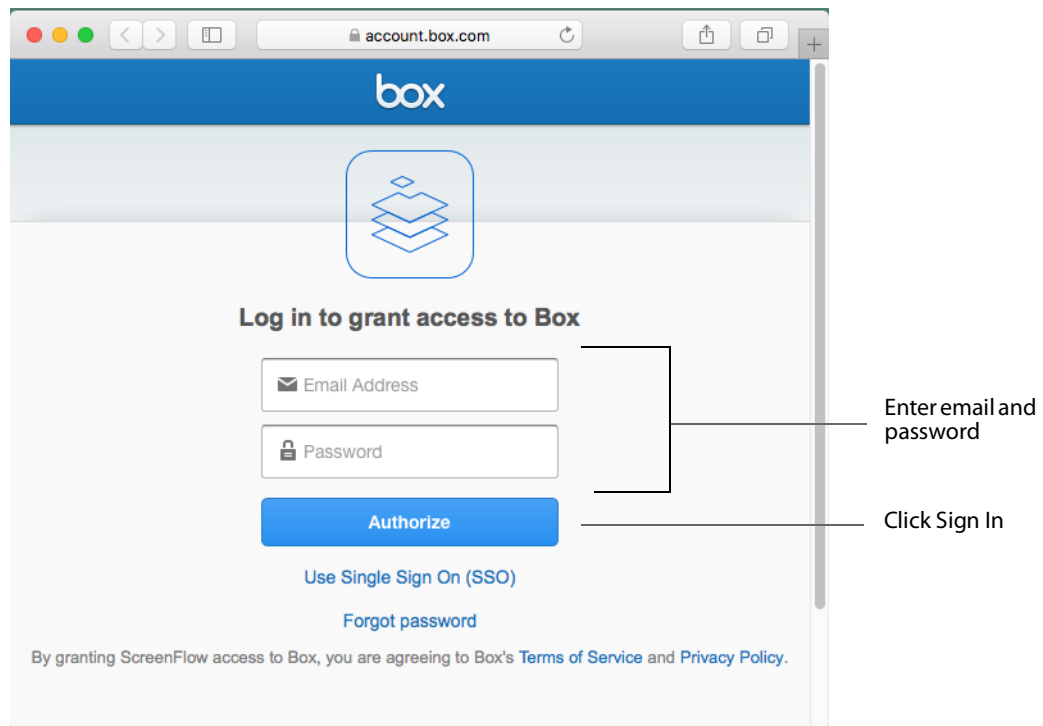 account.box.com
box
Log in to grant access to Box
Email Address
Password
Enter email and
password
Authorize
Click Sign In
Use Single Sign On (SSO)
Forgot password
By granting ScreenFlow access to Box, you are agreeing to Box's Terms of Service and Privacy Policy.